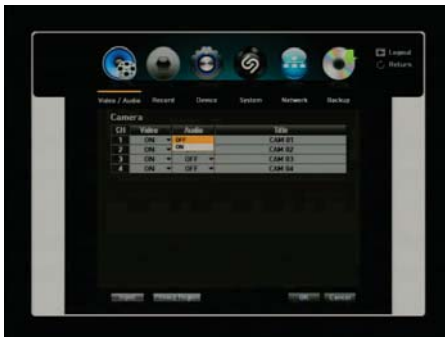 Logout
Return
Video / Audio Record Device System Network Backup
Camera
CH Video Audio Title
1 ON OFF CAM 01
ON
2 ON CAM 02
3 ON OFF CAM 03
4 ON OFF CAM 04
OK Cancel